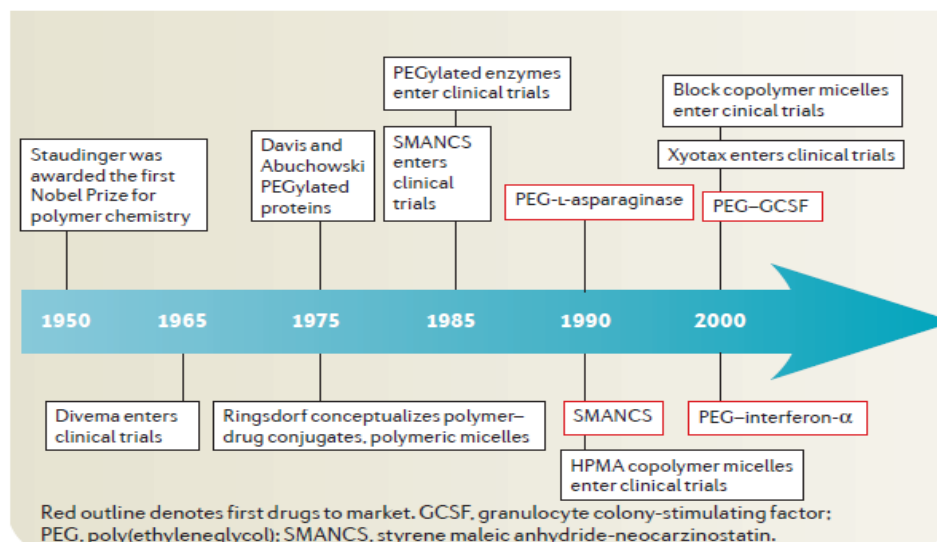 PEGylated enzymes
enter clinical trials
Block copolymer micelles
enter cinical trials
Staudinger was
awarded the first
Nobel Prize for
polymer chemistry
Davis and
Abuchowski
PEGylated
proteins
SMANCS
enters
clinical
trials
Xyotax enters clinical trials
PEG-L-asparaginase
PEG–GCSF
1950 1965 1975 1985 1990 2000
Divema enters
clinical trials
Ringsdorf conceptualizes polymer–
drug conjugates, polymeric micelles
SMANCS
PEG–interferon-α
HPMA copolymer micelles
enter clinical trials
Red outline denotes first drugs to market. GCSF, granulocyte colony-stimulating factor;
PEG, poly(ethyleneglycol); SMANCS, styrene maleic anhydride-neocarzinostatin.